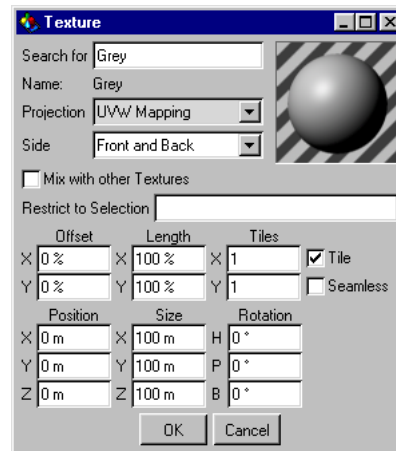 Texture
Search for Grey
Name: Grey
Projection UVW Mapping
Side Front and Back
Mix with other Textures
Restrict to Selection
Offset Length Tiles
X 0 % X 100 % X 1 Tile
Y 0 % Y 100 % Y 1 Seamless
Position Size Rotation
X 0 m X 100 m H 0 °
Y 0 m Y 100 m P 0 °
Z 0 m Z 100 m B 0 °
OK Cancel